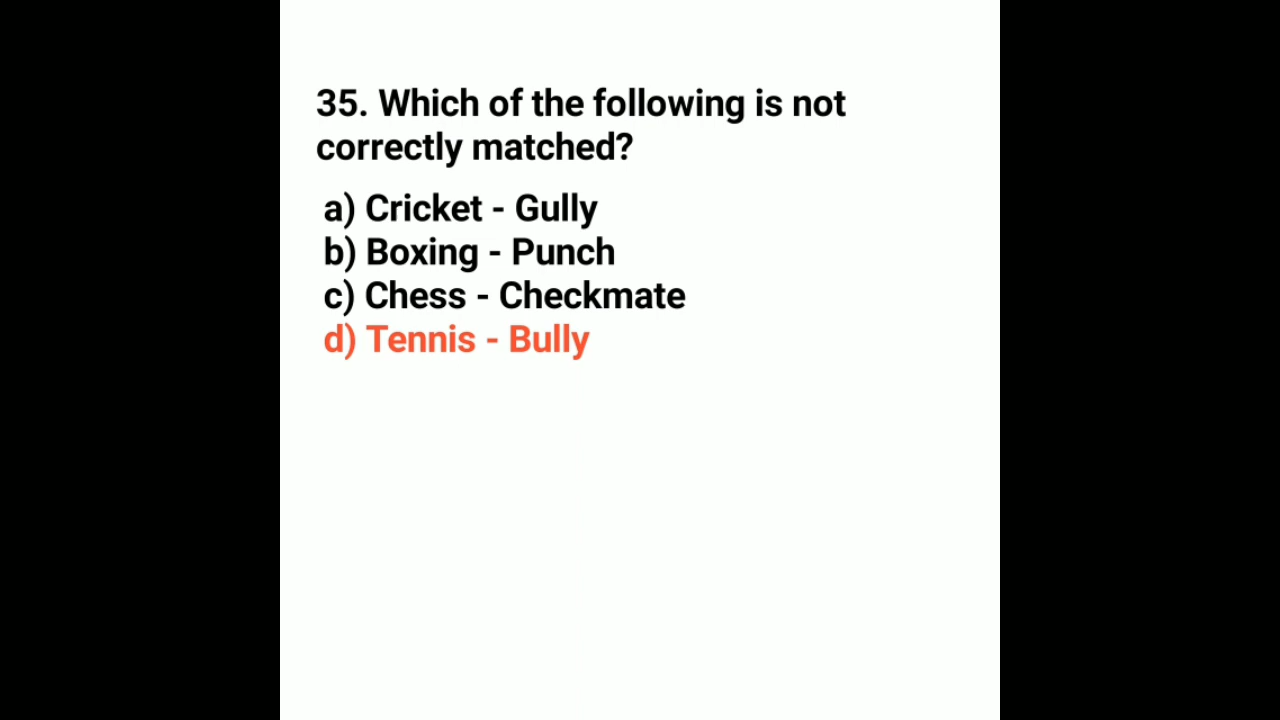 35. Which of the following is not
correctly matched?
a) Cricket - Gully
b) Boxing - Punch
c) Chess - Checkmate
d) Tennis - Bully